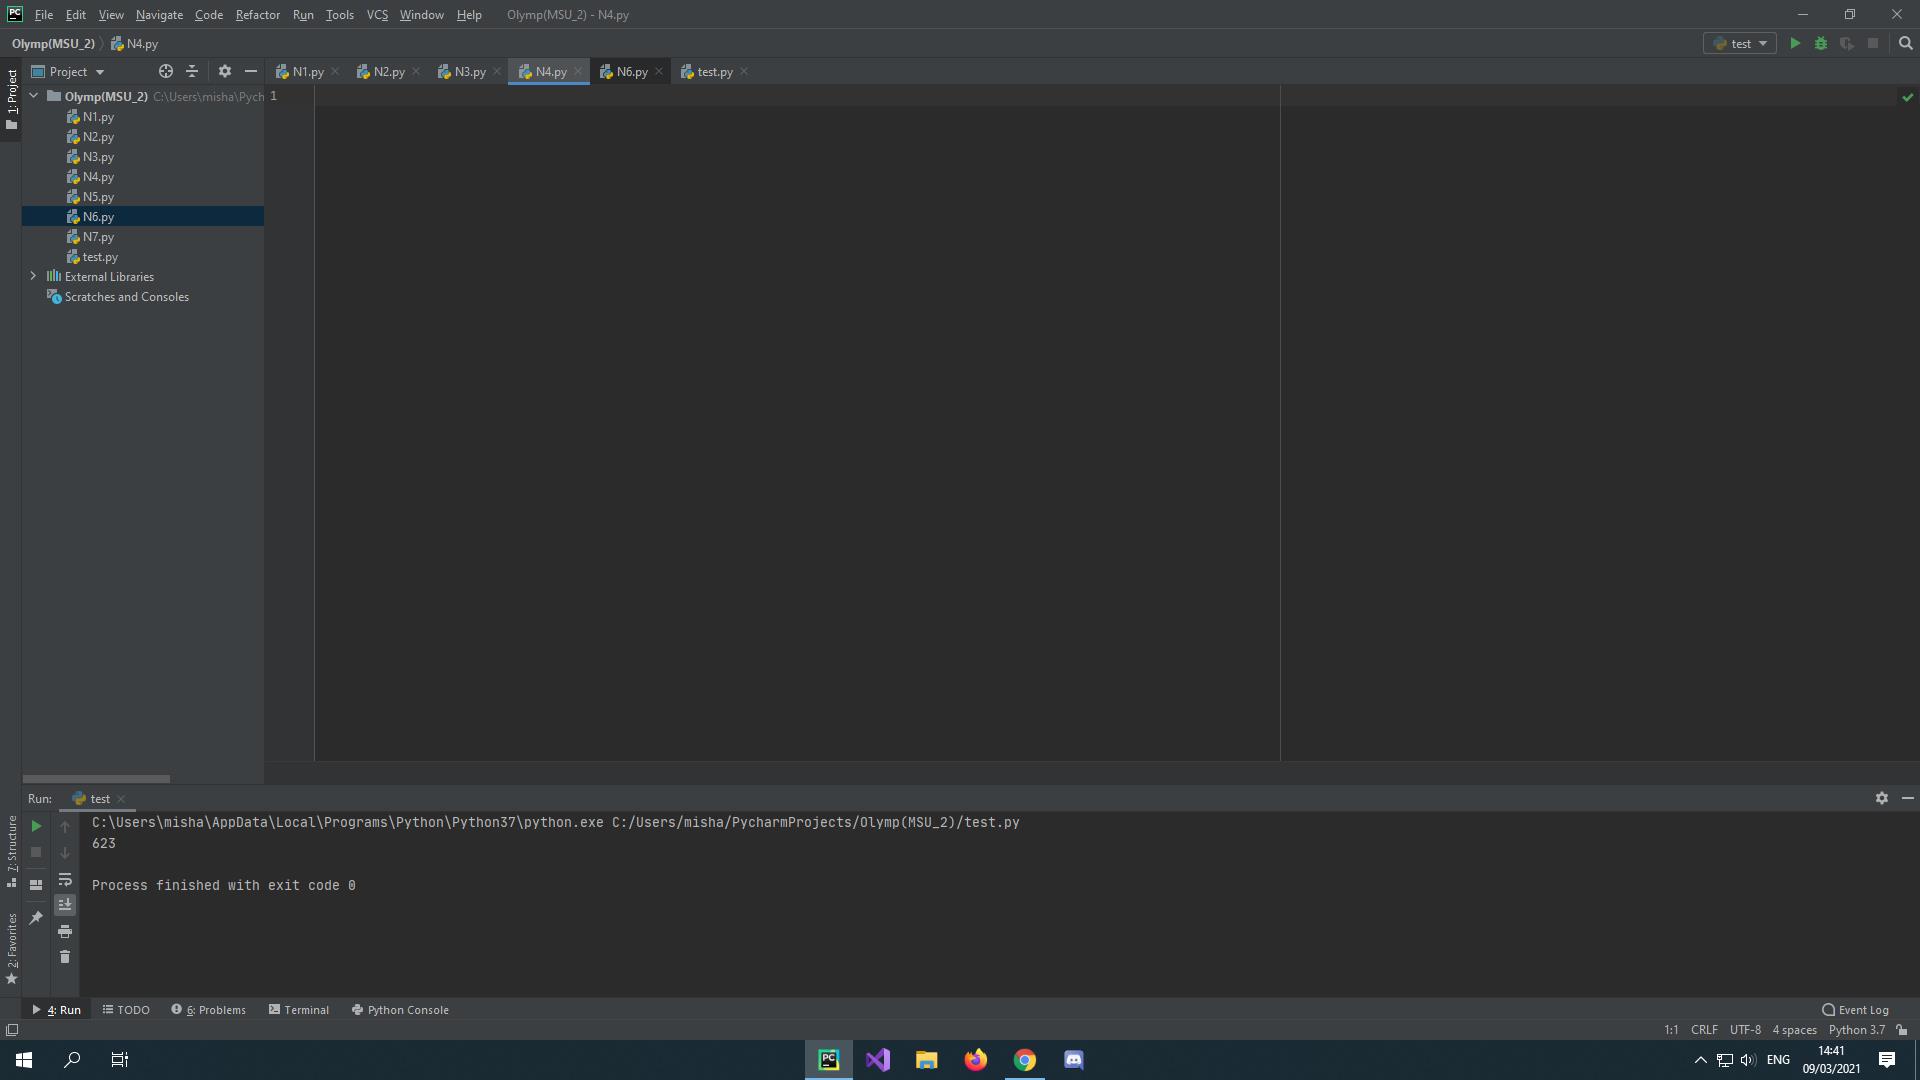 PC File Edit View Navigate Code Refactor Run Tools VCS Window Help Olymp(MSU_2) - N4.py
Olymp(MSU_2) N4.py test
1: Project
Project N1.py N2.py N3.py N4.py N6.py test.py
Olymp(MSU_2) C:\Users\misha\Pych 1
N1.py
N2.py
N3.py
N4.py
N5.py
N6.py
N7.py
test.py
External Libraries
Scratches and Consoles
Run: test
C:\Users\misha\AppData\Local\Programs\Python\Python37\python.exe C:/Users/misha/PycharmProjects/Olymp(MSU_2)/test.py
623
Process finished with exit code 0
7: Structure
2: Favorites
4: Run TODO 6: Problems Terminal Python Console Event Log
1:1 CRLF UTF-8 4 spaces Python 3.7
PC ENG 14:41
09/03/2021